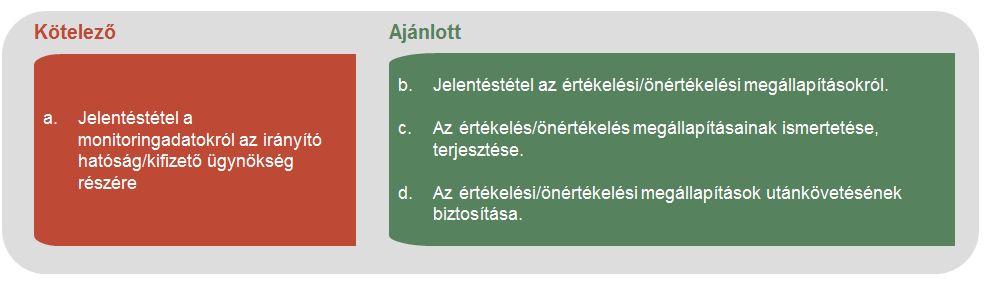 Kötelező
a. Jelentéstétel a
monitoringadatokról az irányító
hatóság/kifizető ügynökség
részére
Ajánlott
b. Jelentéstétel az értékelési/önértékelési megállapításokról.
c. Az értékelés/önértékelés megállapításainak ismertetése,
terjesztése.
d. Az értékelési/önértékelési megállapítások utánkövetésének
biztosítása.